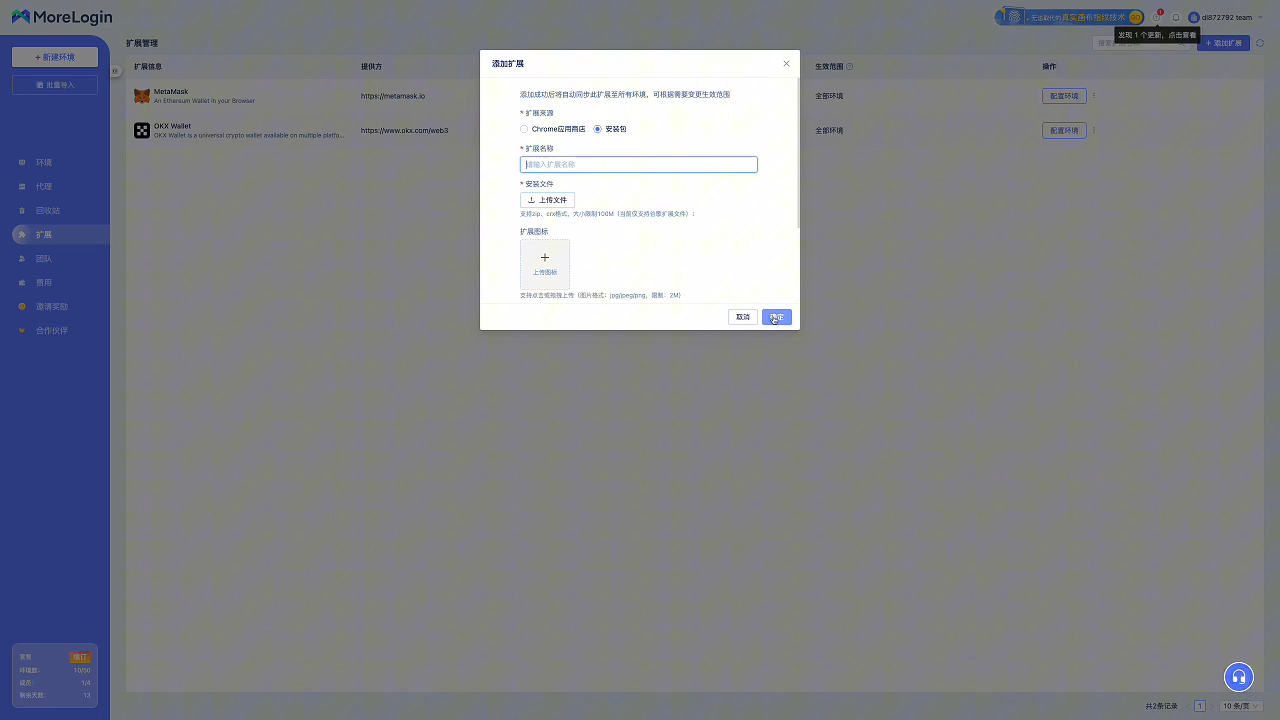 MoreLogin
无法取代的真实画布指纹技术 GO
1
dl872792 team
发现 1 个更新，点击查看
+ 新建环境
批量导入
环境
代理
回收站
扩展
团队
费用
邀请奖励
合作伙伴
续订
环境数： 10/50
成员： 1/4
剩余天数： 13
扩展管理
+ 添加扩展
扩展信息 提供方 生效范围 操作
MetaMask
An Ethereum Wallet in your Browser
https://metamask.io 全部环境 配置环境
OKX Wallet
OKX Wallet is a universal crypto wallet available on multiple platfo...
https://www.okx.com/web3 全部环境 配置环境
添加扩展
添加成功后将自动同步此扩展至所有环境，可根据需要变更生效范围
* 扩展来源
Chrome应用商店 安装包
* 扩展名称
请输入扩展名称
* 安装文件
上传文件
支持zip、crx格式，大小限制100M（当前仅支持谷歌扩展文件）；
扩展图标
上传图标
支持点击或拖拽上传（图片格式：jpg/jpeg/png，限制：2M）
取消 确定
共2条记录 1 10 条/页